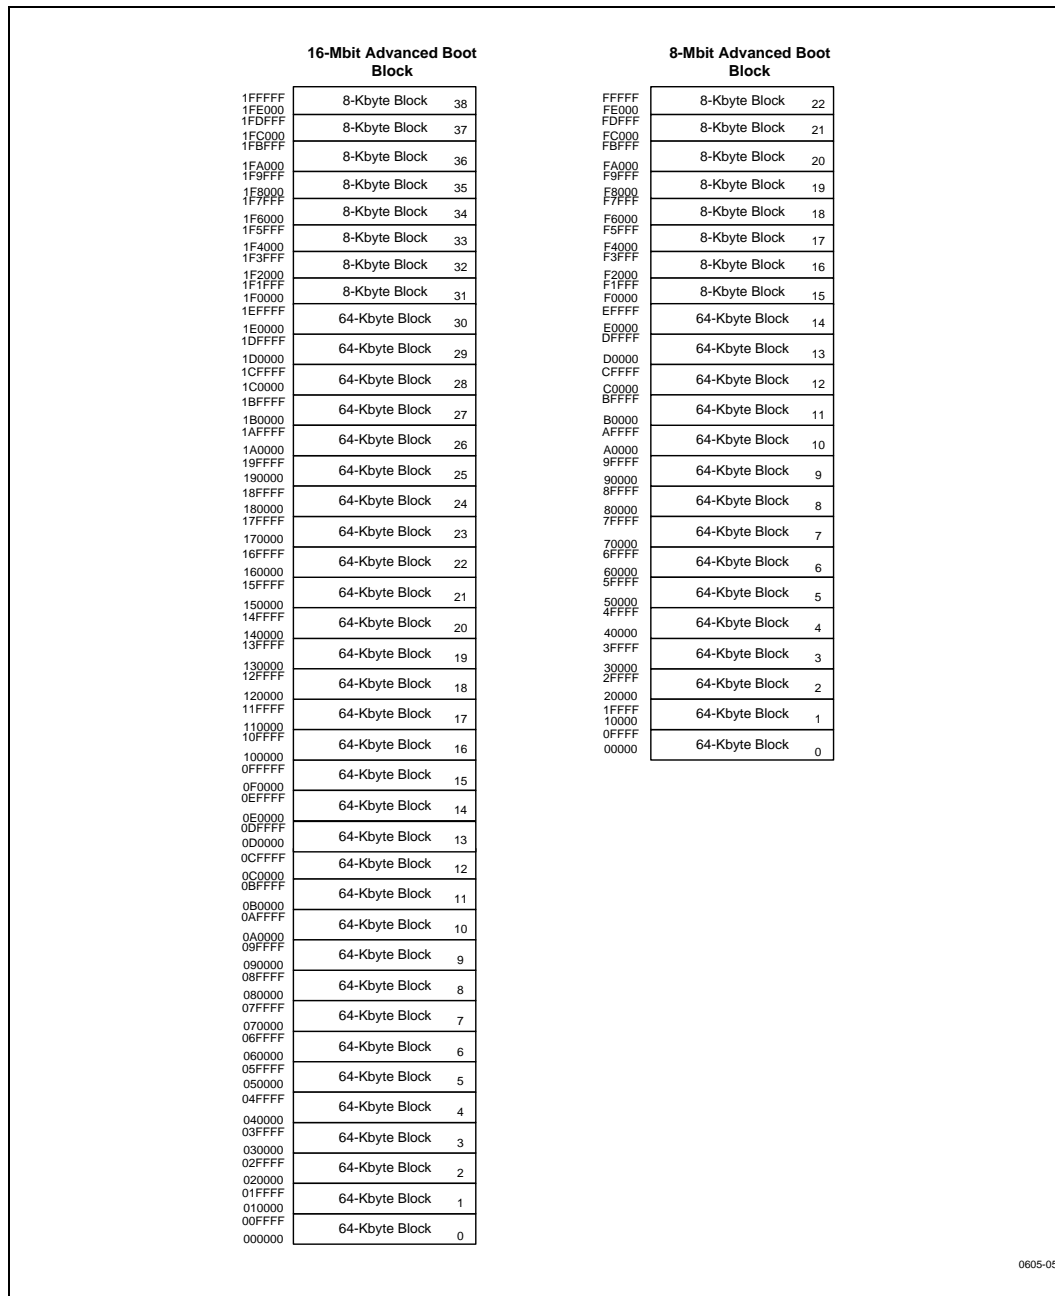 16-Mbit Advanced Boot
Block
1FFFFF
1FE000
8-Kbyte Block 38
1FDFFF
1FC000
8-Kbyte Block 37
1FBFFF
1FA000
8-Kbyte Block 36
1F9FFF
1F8000
8-Kbyte Block 35
1F7FFF
1F6000
8-Kbyte Block 34
1F5FFF
1F4000
8-Kbyte Block 33
1F3FFF
1F2000
8-Kbyte Block 32
1F1FFF
1F0000
8-Kbyte Block 31
1EFFFF
1E0000
64-Kbyte Block 30
1DFFFF
1D0000
64-Kbyte Block 29
1CFFFF
1C0000
64-Kbyte Block 28
1BFFFF
1B0000
64-Kbyte Block 27
1AFFFF
1A0000
64-Kbyte Block 26
19FFFF
190000
64-Kbyte Block 25
18FFFF
180000
64-Kbyte Block 24
17FFFF
170000
64-Kbyte Block 23
16FFFF
160000
64-Kbyte Block 22
15FFFF
150000
64-Kbyte Block 21
14FFFF
140000
64-Kbyte Block 20
13FFFF
130000
64-Kbyte Block 19
12FFFF
120000
64-Kbyte Block 18
11FFFF
110000
64-Kbyte Block 17
10FFFF
100000
64-Kbyte Block 16
0FFFFF
0F0000
64-Kbyte Block 15
0EFFFF
0E0000
64-Kbyte Block 14
0DFFFF
0D0000
64-Kbyte Block 13
0CFFFF
0C0000
64-Kbyte Block 12
0BFFFF
0B0000
64-Kbyte Block 11
0AFFFF
0A0000
64-Kbyte Block 10
09FFFF
090000
64-Kbyte Block 9
08FFFF
080000
64-Kbyte Block 8
07FFFF
070000
64-Kbyte Block 7
06FFFF
060000
64-Kbyte Block 6
05FFFF
050000
64-Kbyte Block 5
04FFFF
040000
64-Kbyte Block 4
03FFFF
030000
64-Kbyte Block 3
02FFFF
020000
64-Kbyte Block 2
01FFFF
010000
64-Kbyte Block 1
00FFFF
000000
64-Kbyte Block 0
8-Mbit Advanced Boot
Block
FFFFF
FE000
8-Kbyte Block 22
FDFFF
FC000
8-Kbyte Block 21
FBFFF
FA000
8-Kbyte Block 20
F9FFF
F8000
8-Kbyte Block 19
F7FFF
F6000
8-Kbyte Block 18
F5FFF
F4000
8-Kbyte Block 17
F3FFF
F2000
8-Kbyte Block 16
F1FFF
F0000
8-Kbyte Block 15
EFFFF
E0000
64-Kbyte Block 14
DFFFF
D0000
64-Kbyte Block 13
CFFFF
C0000
64-Kbyte Block 12
BFFFF
B0000
64-Kbyte Block 11
AFFFF
A0000
64-Kbyte Block 10
9FFFF
90000
64-Kbyte Block 9
8FFFF
80000
64-Kbyte Block 8
7FFFF
70000
64-Kbyte Block 7
6FFFF
60000
64-Kbyte Block 6
5FFFF
50000
64-Kbyte Block 5
4FFFF
40000
64-Kbyte Block 4
3FFFF
30000
64-Kbyte Block 3
2FFFF
20000
64-Kbyte Block 2
1FFFF
10000
64-Kbyte Block 1
0FFFF
00000
64-Kbyte Block 0
0605-05